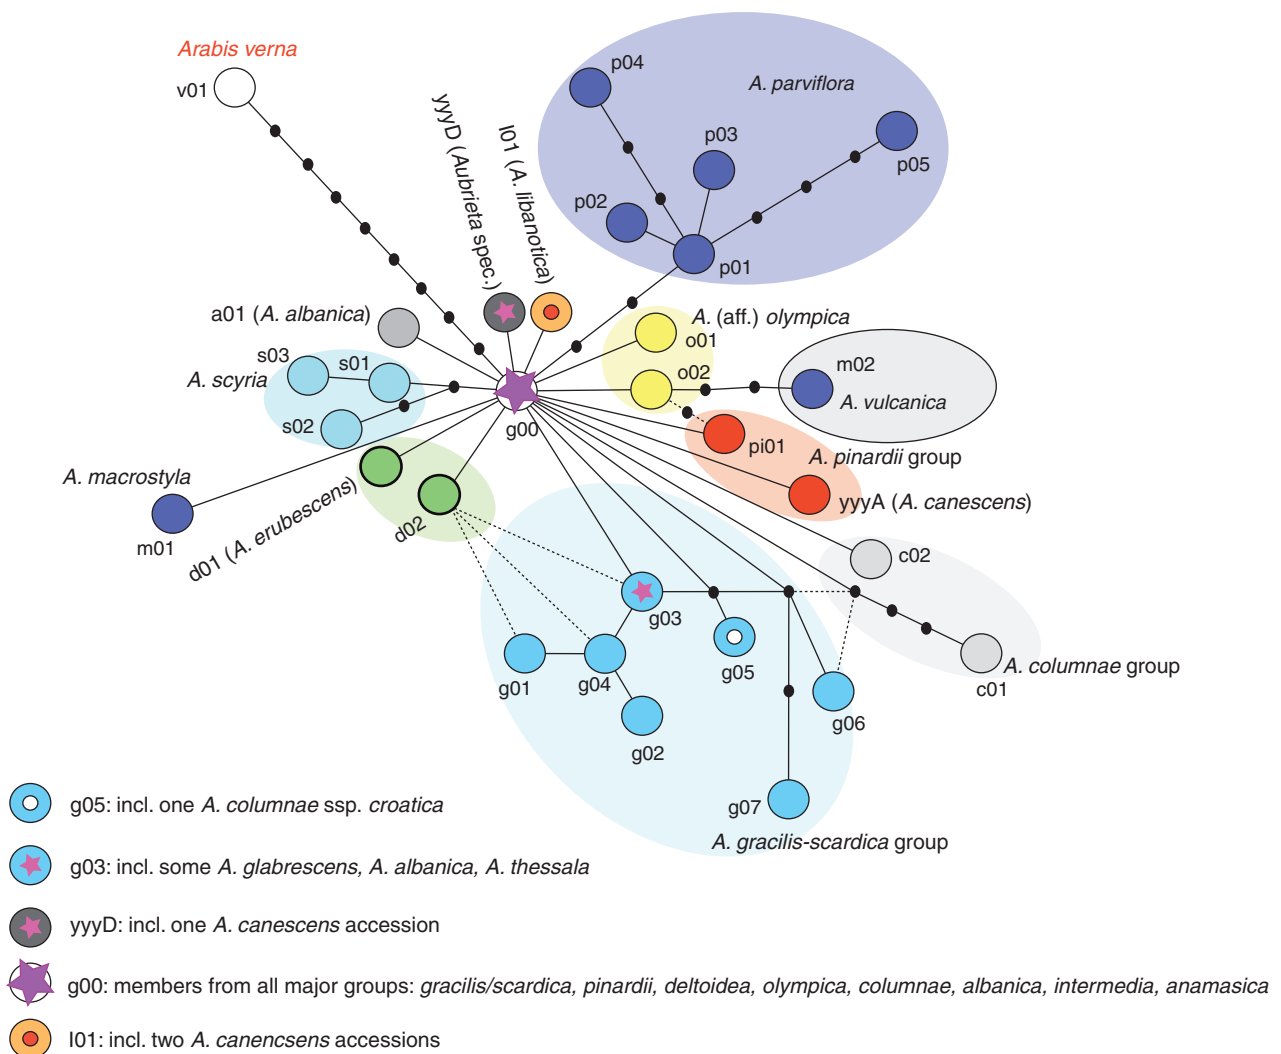 Arabis verna
v01
yyyD (Aubrieta spec.)
l01 (A. libanotica)
p04
A. parviflora
p03
p05
p02
p01
a01 (A. albanica)
A. (aff.) olympica
o01
s03
s01
A. scyria
o02
m02
A. vulcanica
s02
g00
pi01
A. pinardii group
A. macrostyla
yyyA (A. canescens)
m01
d01 (A. erubescens)
d02
c02
g03
g01
g04
g05
A. columnae group
c01
g06
g02
g07
A. gracilis-scardica group
g05: incl. one A. columnae ssp. croatica
g03: incl. some A. glabrescens, A. albanica, A. thessala
yyyD: incl. one A. canescens accession
g00: members from all major groups: gracilis/scardica, pinardii, deltoidea, olympica, columnae, albanica, intermedia, anamasica
l01: incl. two A. canencsens accessions